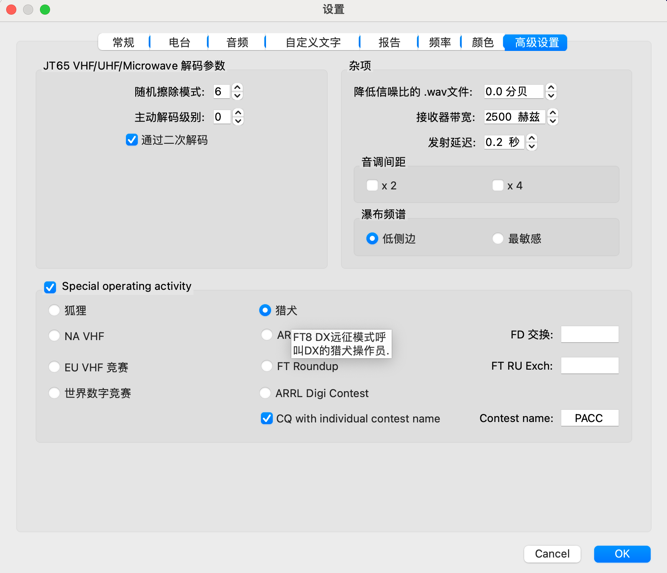 设置
常规 电台 音频 自定义文字 报告 频率 颜色 高级设置
JT65 VHF/UHF/Microwave 解码参数
随机擦除模式: 6
主动解码级别: 0
通过二次解码
杂项
降低信噪比的 .wav文件: 0.0 分贝
接收器带宽: 2500 赫兹
发射延迟: 0.2 秒
音调间距
x 2 x 4
瀑布频谱
低侧边 最敏感
Special operating activity
狐狸 猎犬
NA VHF AR FD 交换:
FT8 DX远征模式呼
叫DX的猎犬操作员.
EU VHF 竞赛 FT Roundup FT RU Exch:
世界数字竞赛 ARRL Digi Contest
CQ with individual contest name Contest name: PACC
Cancel OK